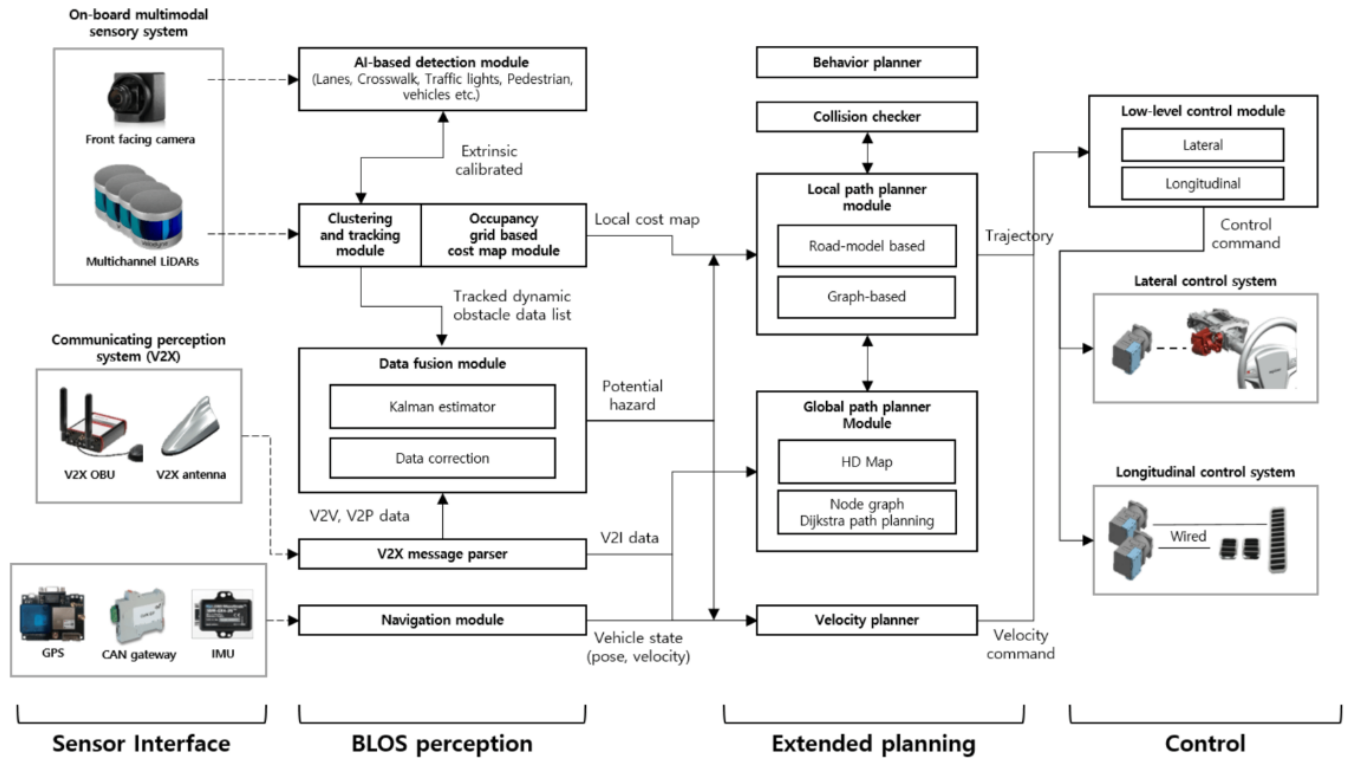 On-board multimodal
sensory system
Front facing camera
Multichannel LiDARs
Communicating perception
system (V2X)
V2X OBU
V2X antenna
GPS
CAN gateway
IMU
AI-based detection module
(Lanes, Crosswalk, Traffic lights, Pedestrian,
vehicles etc.)
Extrinsic
calibrated
Clustering
and tracking
module
Occupancy
grid based
cost map module
Local cost map
Tracked dynamic
obstacle data list
Data fusion module
Kalman estimator
Data correction
Potential
hazard
V2V, V2P data
V2X message parser
V2I data
Navigation module
Vehicle state
(pose, velocity)
Behavior planner
Collision checker
Local path planner
module
Road-model based
Graph-based
Trajectory
Global path planner
Module
HD Map
Node graph
Dijkstra path planning
Velocity planner
Velocity
command
Low-level control module
Lateral
Longitudinal
Control
command
Lateral control system
Longitudinal control system
Wired
Sensor Interface
BLOS perception
Extended planning
Control